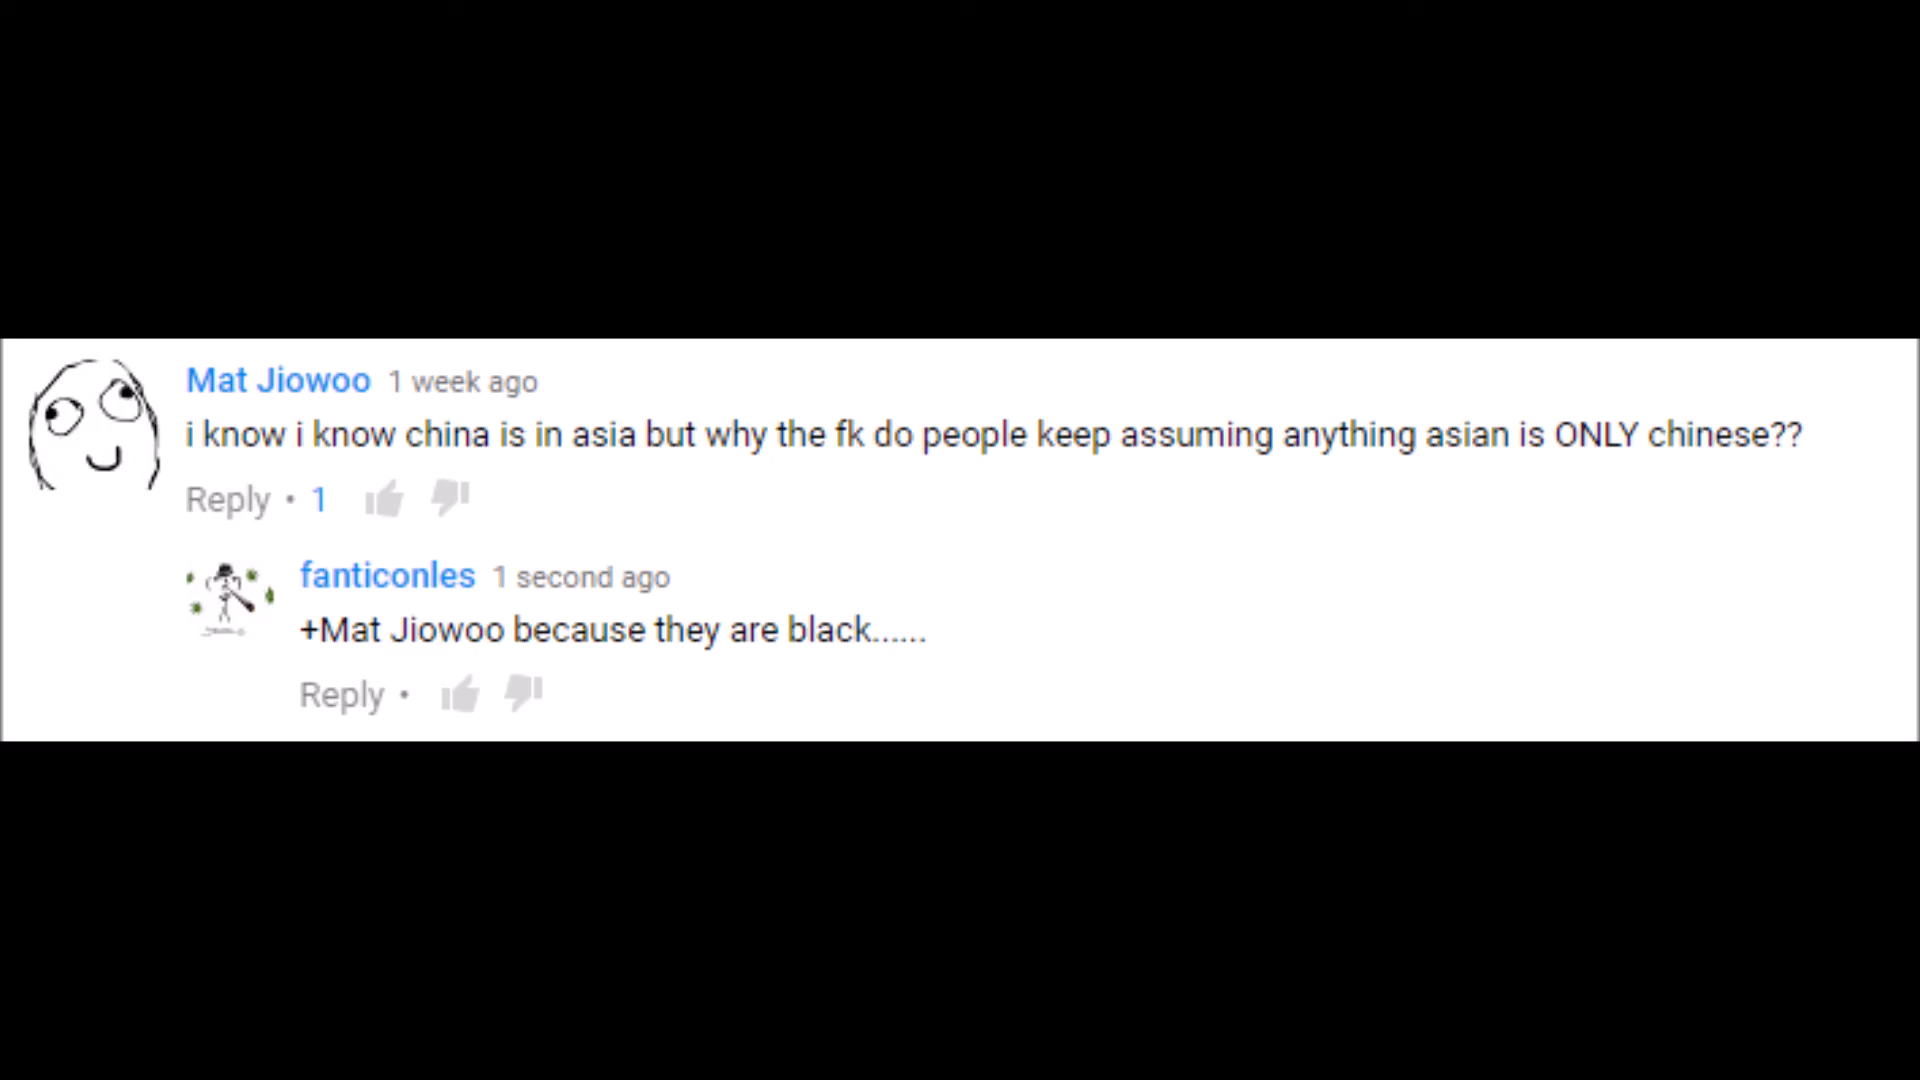 Mat Jiowoo 1 week ago
i know i know china is in asia but why the fk do people keep assuming anything asian is ONLY chinese??
Reply • 1
fanticonles 1 second ago
+Mat Jiowoo because they are black......
Reply •